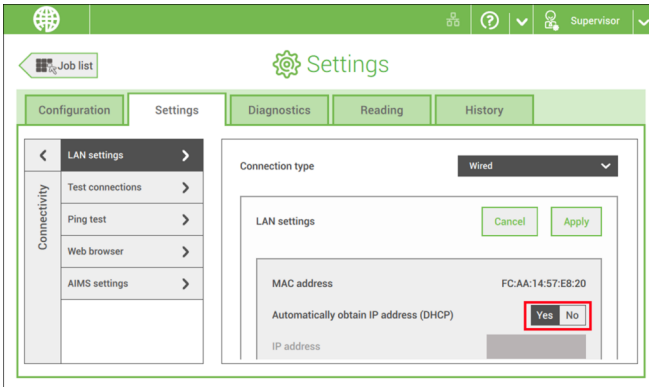 Supervisor
Job list
Settings
Configuration
Settings
Diagnostics
Reading
History
Connectivity
LAN settings
Test connections
Ping test
Web browser
AIMS settings
Connection type
Wired
LAN settings
Cancel
Apply
MAC address
FC:AA:14:57:E8:20
Automatically obtain IP address (DHCP)
Yes
No
IP address